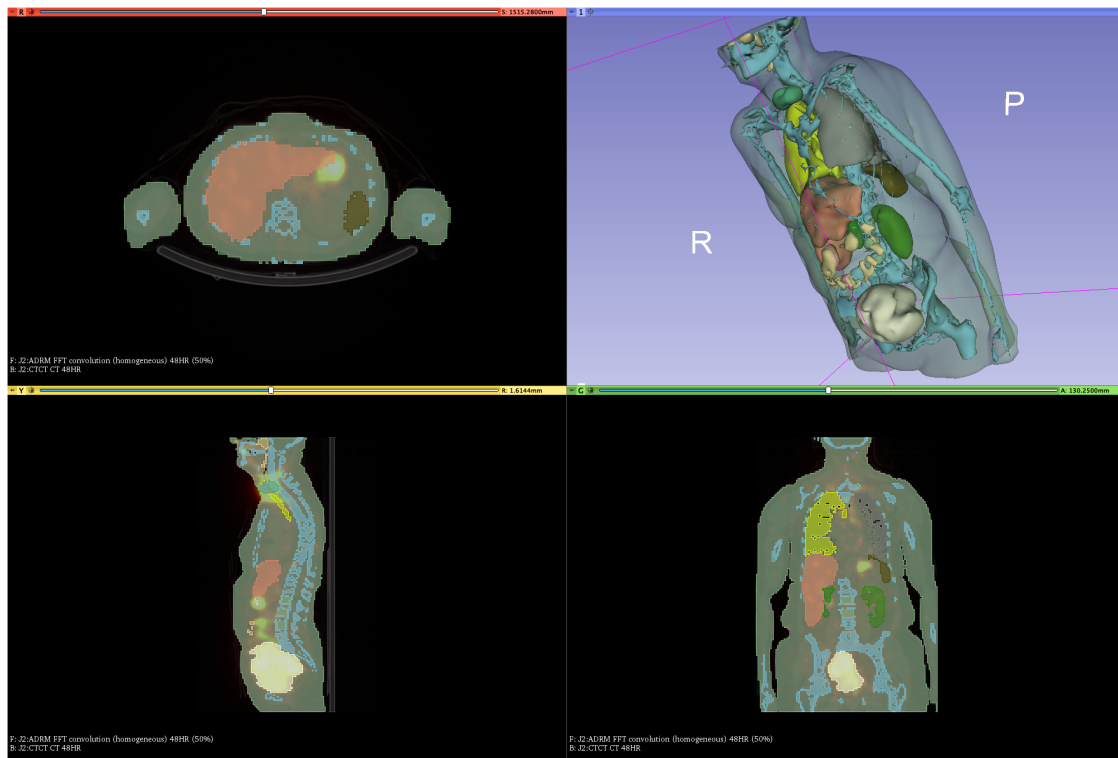 R
S: 1515.2800mm
1
R
P
F: J2:ADRM FFT convolution (homogeneous) 48HR (50%)
B: J2:CTCT CT 48HR
Y
R: 1.6144mm
G
A: 130.2500mm
F: J2:ADRM FFT convolution (homogeneous) 48HR (50%)
B: J2:CTCT CT 48HR
F: J2:ADRM FFT convolution (homogeneous) 48HR (50%)
B: J2:CTCT CT 48HR